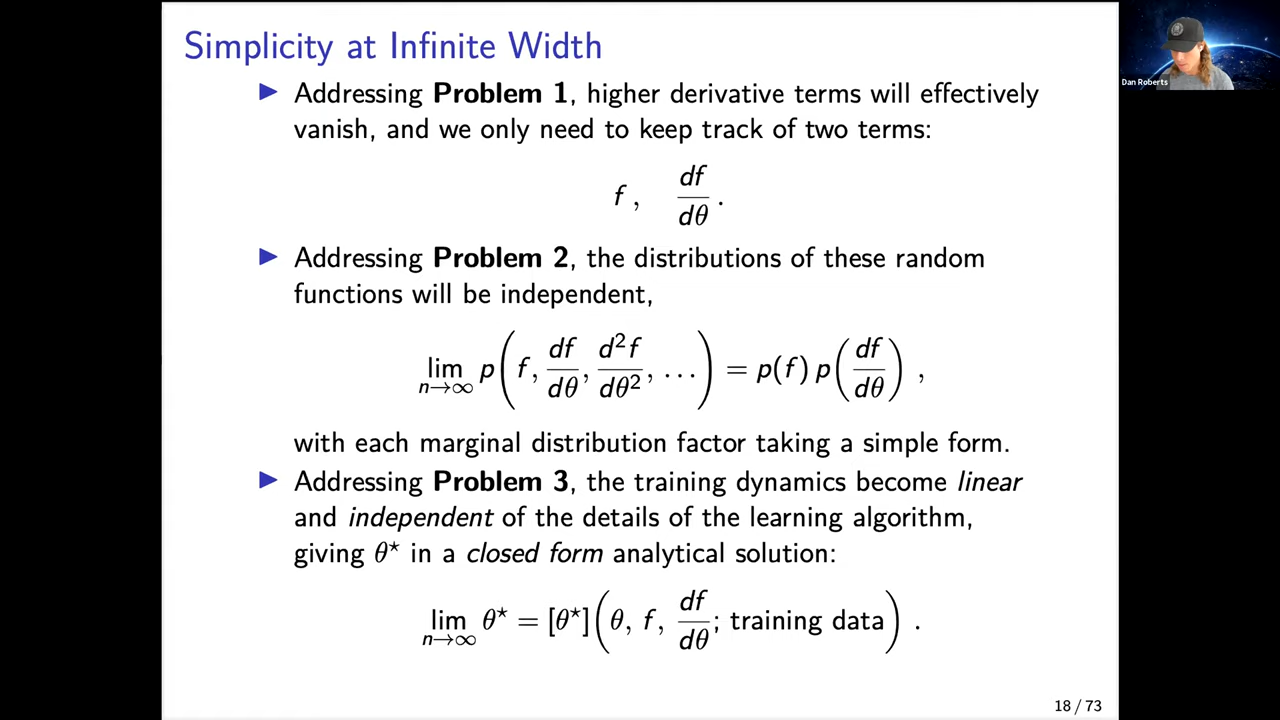 Simplicity at Infinite Width
▶ Addressing Problem 1, higher derivative terms will effectively
vanish, and we only need to keep track of two terms:
f , df/dθ .
▶ Addressing Problem 2, the distributions of these random
functions will be independent,
lim n→∞ p( f, df/dθ, d²f/dθ², ... ) = p(f) p( df/dθ ) ,
with each marginal distribution factor taking a simple form.
▶ Addressing Problem 3, the training dynamics become linear
and independent of the details of the learning algorithm,
giving θ⋆ in a closed form analytical solution:
lim n→∞ θ⋆ = [θ⋆]( θ, f, df/dθ; training data ) .
18 / 73
Dan Roberts